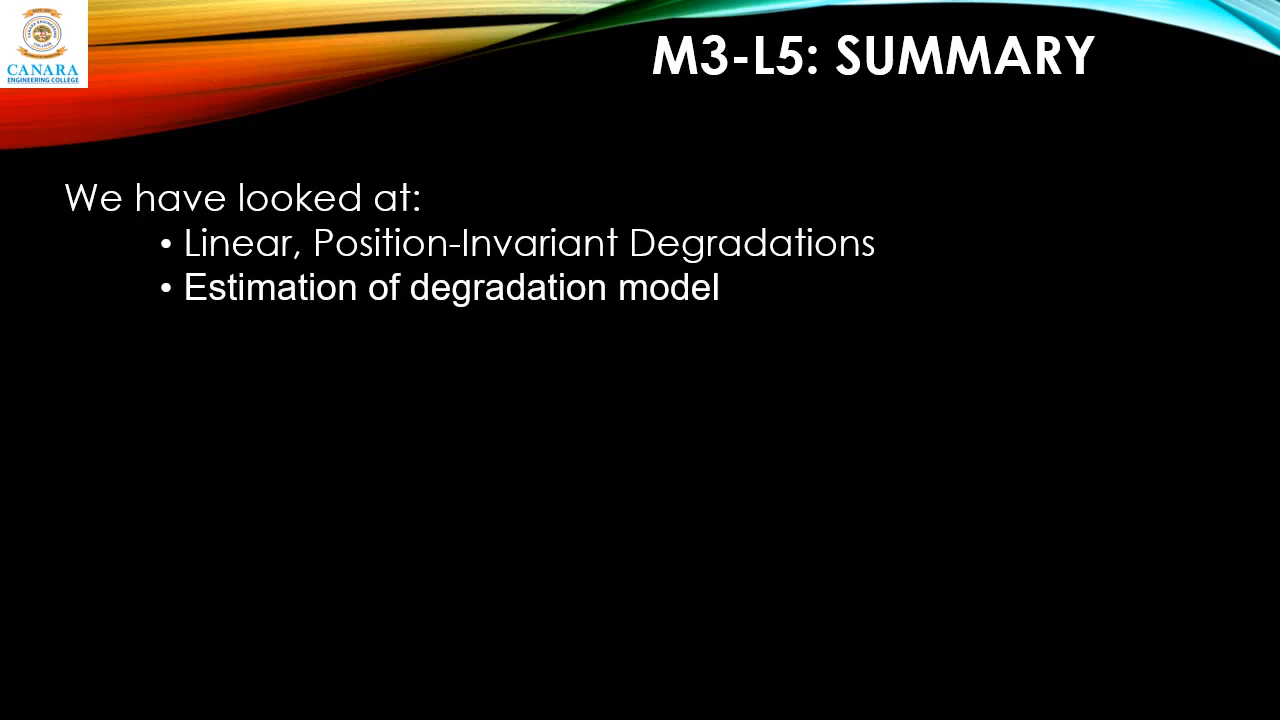 CANARA
ENGINEERING COLLEGE
M3-L5: SUMMARY
We have looked at:
• Linear, Position-Invariant Degradations
• Estimation of degradation model